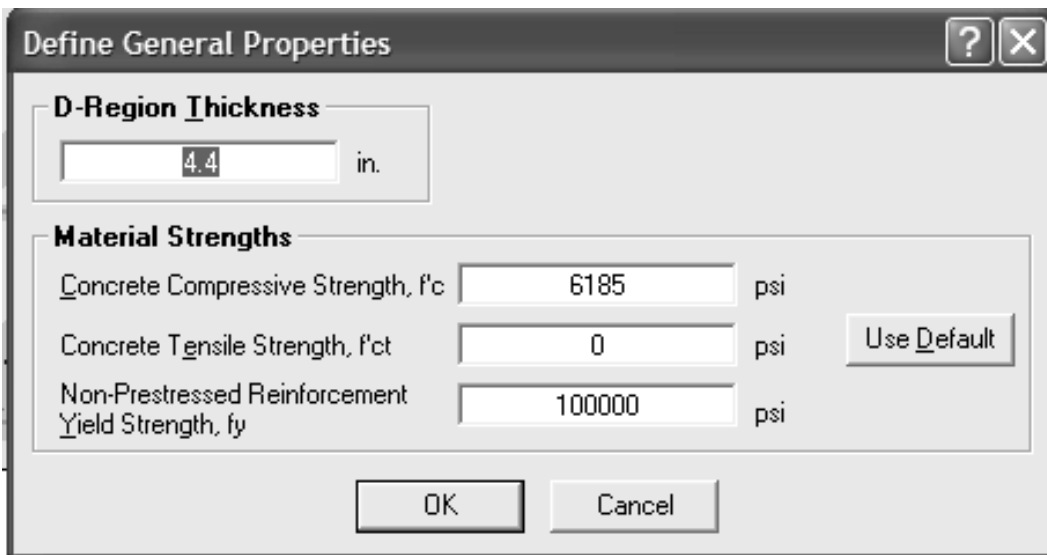 Define General Properties
D-Region Thickness
4.4 in.
Material Strengths
Concrete Compressive Strength, f'c 6185 psi
Concrete Tensile Strength, f'ct 0 psi
Use Default
Non-Prestressed Reinforcement
Yield Strength, fy 100000 psi
OK Cancel